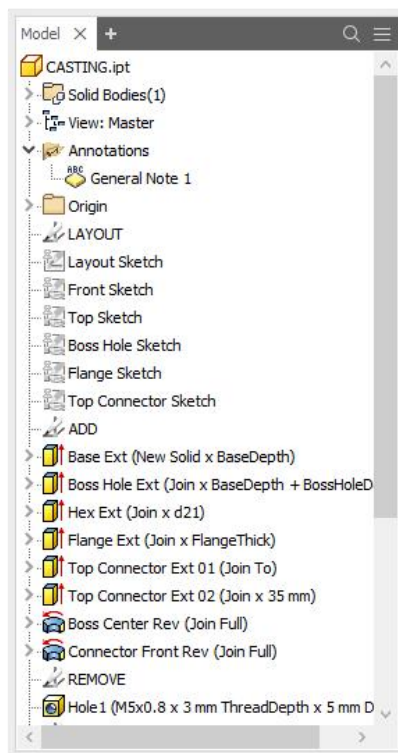 Model
CASTING.ipt
Solid Bodies(1)
View: Master
Annotations
ABC
General Note 1
Origin
LAYOUT
Layout Sketch
Front Sketch
Top Sketch
Boss Hole Sketch
Flange Sketch
Top Connector Sketch
ADD
Base Ext (New Solid x BaseDepth)
Boss Hole Ext (Join x BaseDepth + BossHoleD
Hex Ext (Join x d21)
Flange Ext (Join x FlangeThick)
Top Connector Ext 01 (Join To)
Top Connector Ext 02 (Join x 35 mm)
Boss Center Rev (Join Full)
Connector Front Rev (Join Full)
REMOVE
Hole1 (M5x0.8 x 3 mm ThreadDepth x 5 mm D